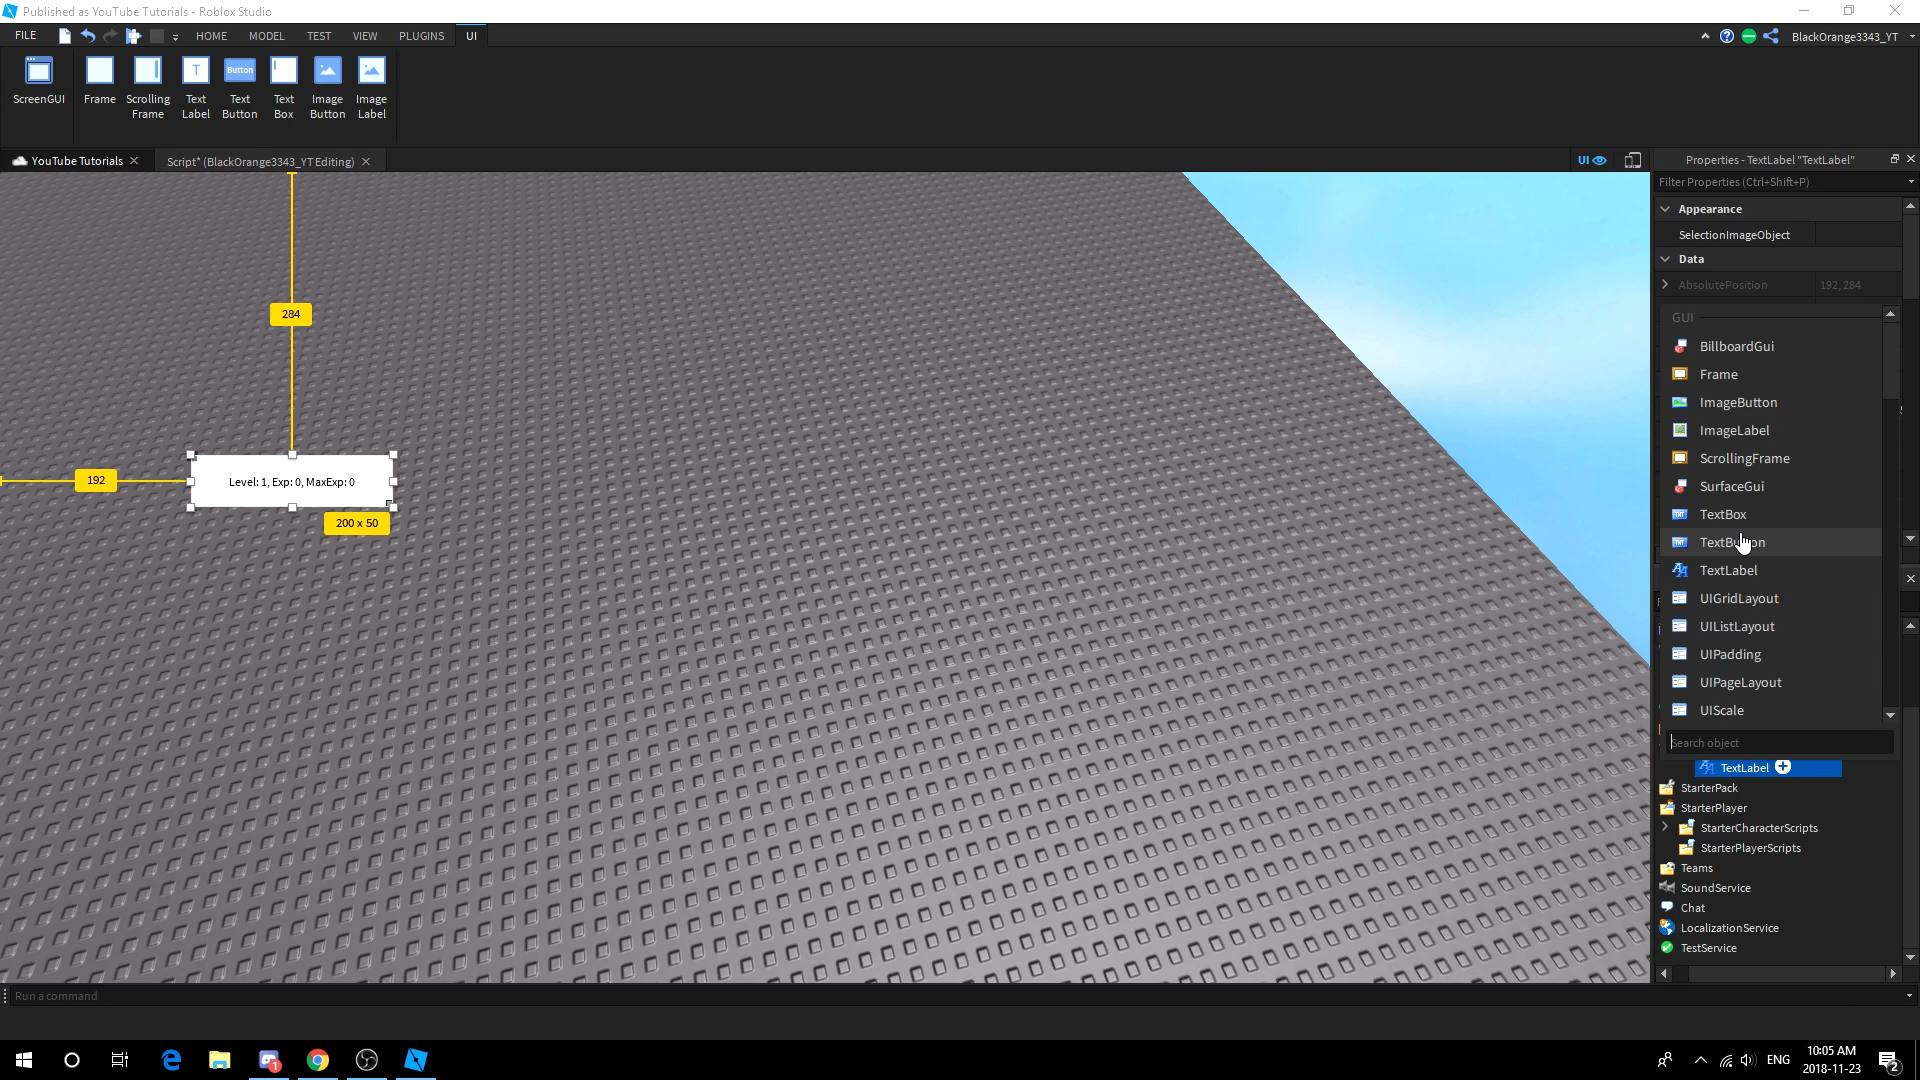 Published as YouTube Tutorials - Roblox Studio
FILE HOME MODEL TEST VIEW PLUGINS UI BlackOrange3343_YT
ScreenGUI Frame Scrolling Frame Text Label Button Text Button Text Box Image Button Image Label
YouTube Tutorials Script* (BlackOrange3343_YT Editing) UI
Properties - TextLabel "TextLabel"
Filter Properties (Ctrl+Shift+P)
Appearance
SelectionImageObject
Data
AbsolutePosition 192, 284
284
192
Level: 1, Exp: 0, MaxExp: 0
200 x 50
GUI
BillboardGui
Frame
ImageButton
ImageLabel
ScrollingFrame
SurfaceGui
TextBox
TextButton
TextLabel
UIGridLayout
UIListLayout
UIPadding
UIPageLayout
UIScale
Search object
TextLabel
StarterPack
StarterPlayer
StarterCharacterScripts
StarterPlayerScripts
Teams
SoundService
Chat
LocalizationService
TestService
Run a command
1
ENG
10:05 AM
2018-11-23
2